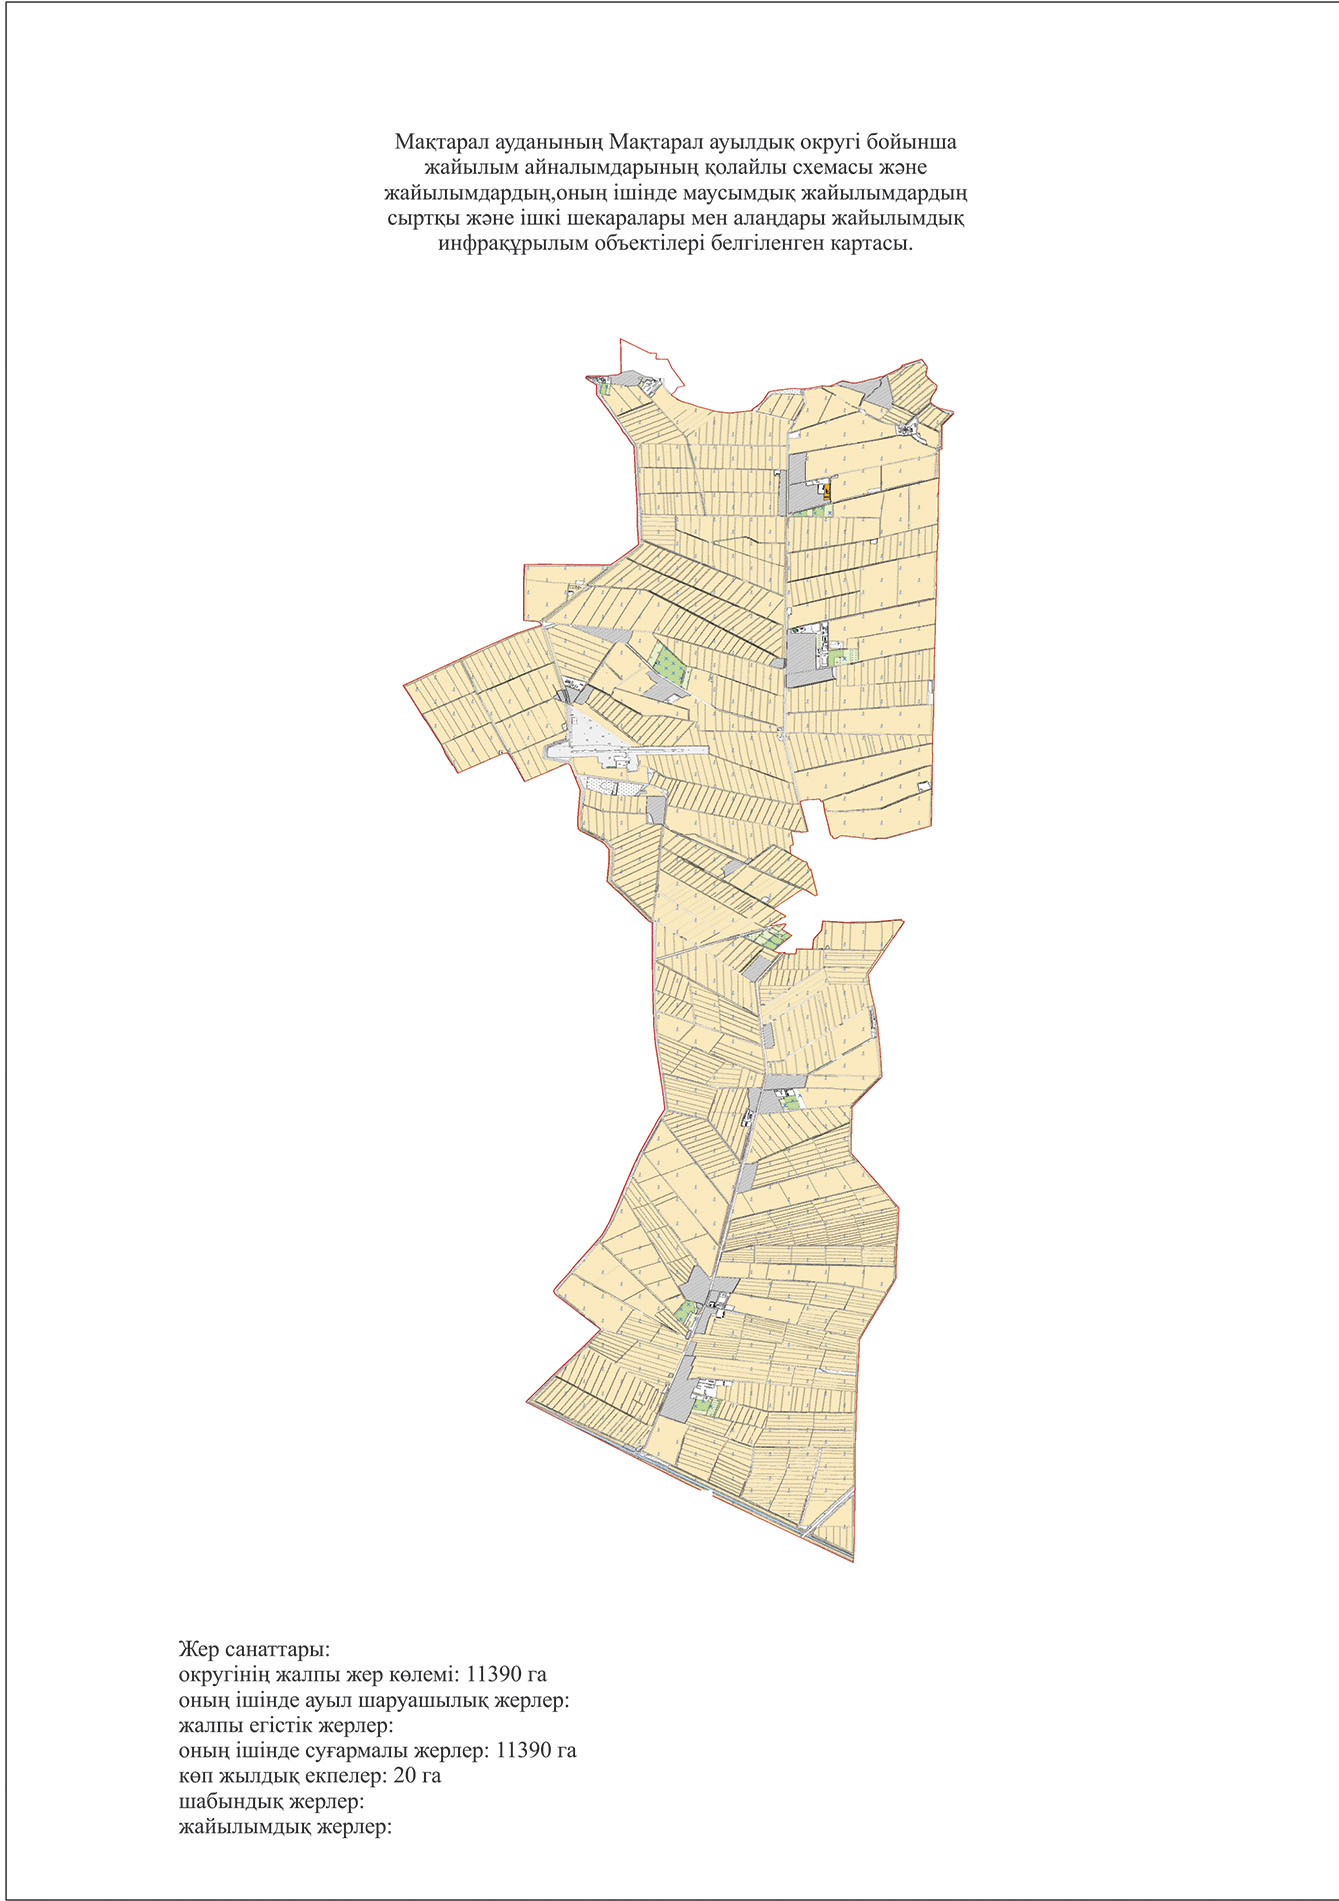 Мақтарал ауданының Мақтарал ауылдық округі бойынша
жайылым айналымдарының қолайлы схемасы және
жайылымдардың,оның ішінде маусымдық жайылымдардың
сыртқы және ішкі шекаралары мен алаңдары жайылымдық
инфрақұрылым объектілері белгіленген картасы.
Жер санаттары:
округінің жалпы жер көлемі: 11390 га
оның ішінде ауыл шаруашылық жерлер:
жалпы егістік жерлер:
оның ішінде суғармалы жерлер: 11390 га
көп жылдық екпелер: 20 га
шабындық жерлер:
жайылымдық жерлер: